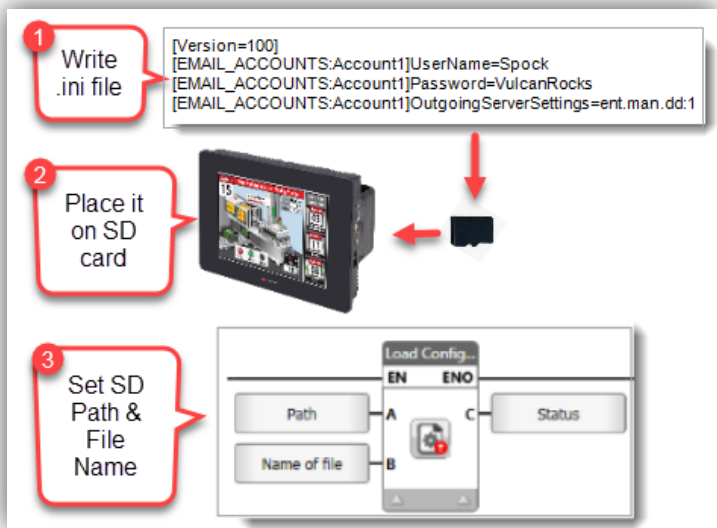 1
Write
.ini file
[Version=100]
[EMAIL_ACCOUNTS:Account1]UserName=Spock
[EMAIL_ACCOUNTS:Account1]Password=VulcanRocks
[EMAIL_ACCOUNTS:Account1]OutgoingServerSettings=ent.man.dd:1
2
Place it
on SD
card
15
3
Set SD
Path &
File
Name
Load Config...
EN ENO
Path A C Status
Name of file B